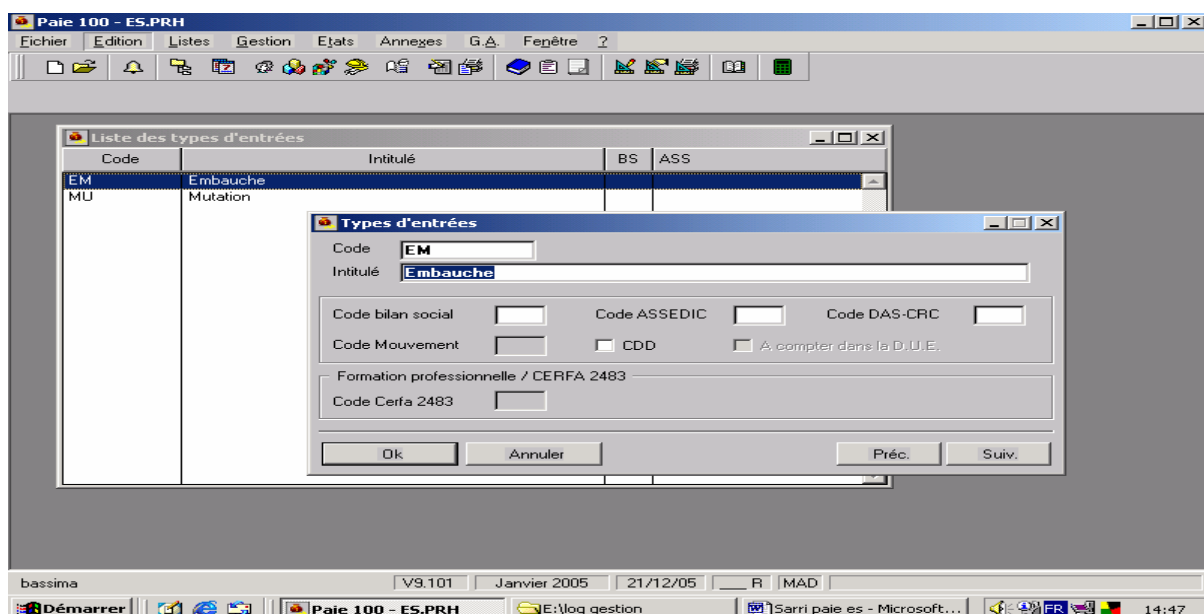 Paie 100 - ES.PRH
Fichier Edition Listes Gestion Etats Annexes G.A. Fenêtre ?
Liste des types d'entrées
Code Intitulé BS ASS
EM Embauche
MU Mutation
Types d'entrées
Code EM
Intitulé Embauche
Code bilan social Code ASSEDIC Code DAS-CRC
Code Mouvement CDD A compter dans la D.U.E.
Formation professionnelle / CERFA 2483
Code Cerfa 2483
Ok Annuler Préc. Suiv.
bassima V9.101 Janvier 2005 21/12/05 ___ R MAD
Démarrer Paie 100 - ES.PRH E:\log gestion Sarri paie es - Microsoft... FR 14:47